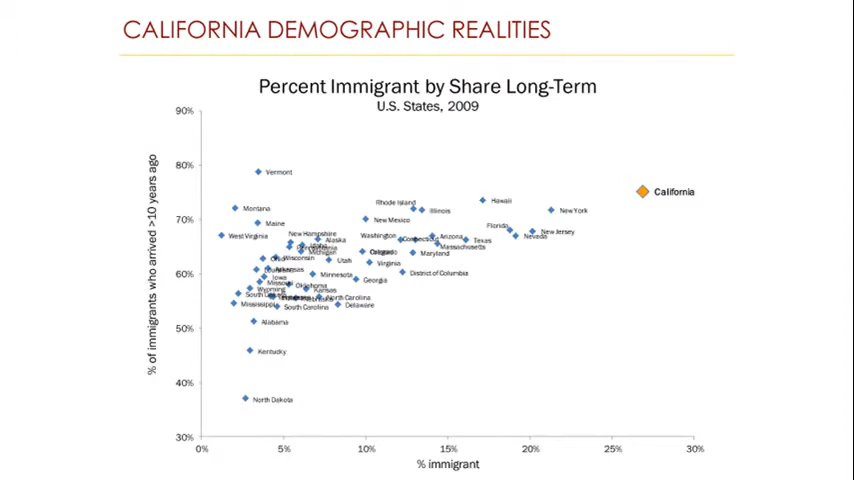 CALIFORNIA DEMOGRAPHIC REALITIES
Percent Immigrant by Share Long-Term
U.S. States, 2009
% of immigrants who arrived >10 years ago
90%
80%
70%
60%
50%
40%
30%
Vermont
California
Hawaii
Rhode Island
Illinois
New York
Montana
New Mexico
Maine
Florida
New Jersey
West Virginia
New Hampshire
Alaska
Washington
Connecticut
Arizona
Texas
Nevada
Massachusetts
Idaho
Michigan
Colorado
Maryland
Ohio
Wisconsin
Utah
Virginia
Arkansas
Minnesota
District of Columbia
Iowa
Georgia
Missouri
Oklahoma
Wyoming
Kansas
North Carolina
Mississippi
South Carolina
Delaware
Alabama
Kentucky
North Dakota
0%
5%
10%
15%
20%
25%
30%
% immigrant